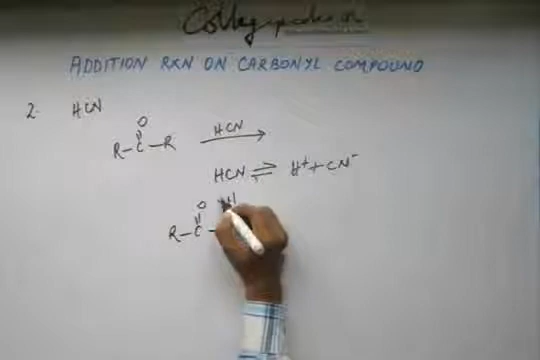 ADDITION RXN ON CARBONYL COMPOUND
2. HCN
O
R-C-R HCN
HCN ⇌ H+ + CN-
O H
R-C-